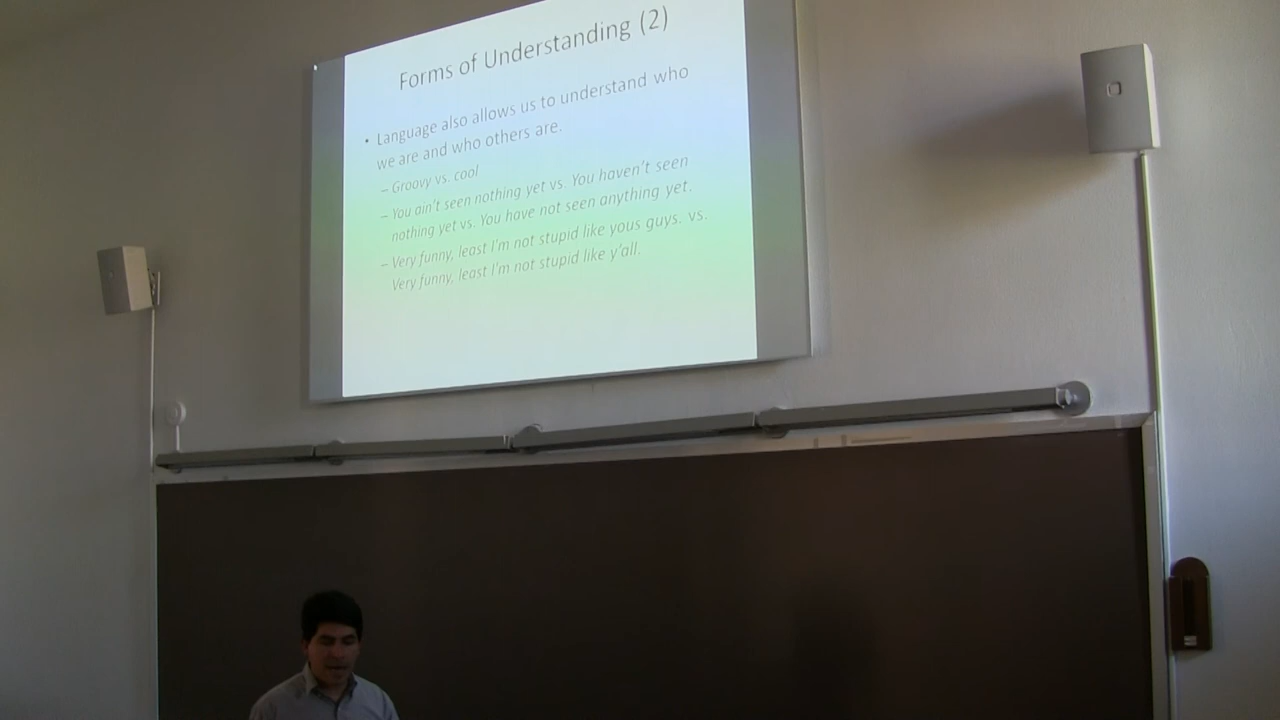 Forms of Understanding (2)
• Language also allows us to understand who
we are and who others are.
– Groovy vs. cool
– You ain't seen nothing yet vs. You haven't seen
nothing yet vs. You have not seen anything yet.
– Very funny, least I'm not stupid like yous guys. vs.
Very funny, least I'm not stupid like y'all.